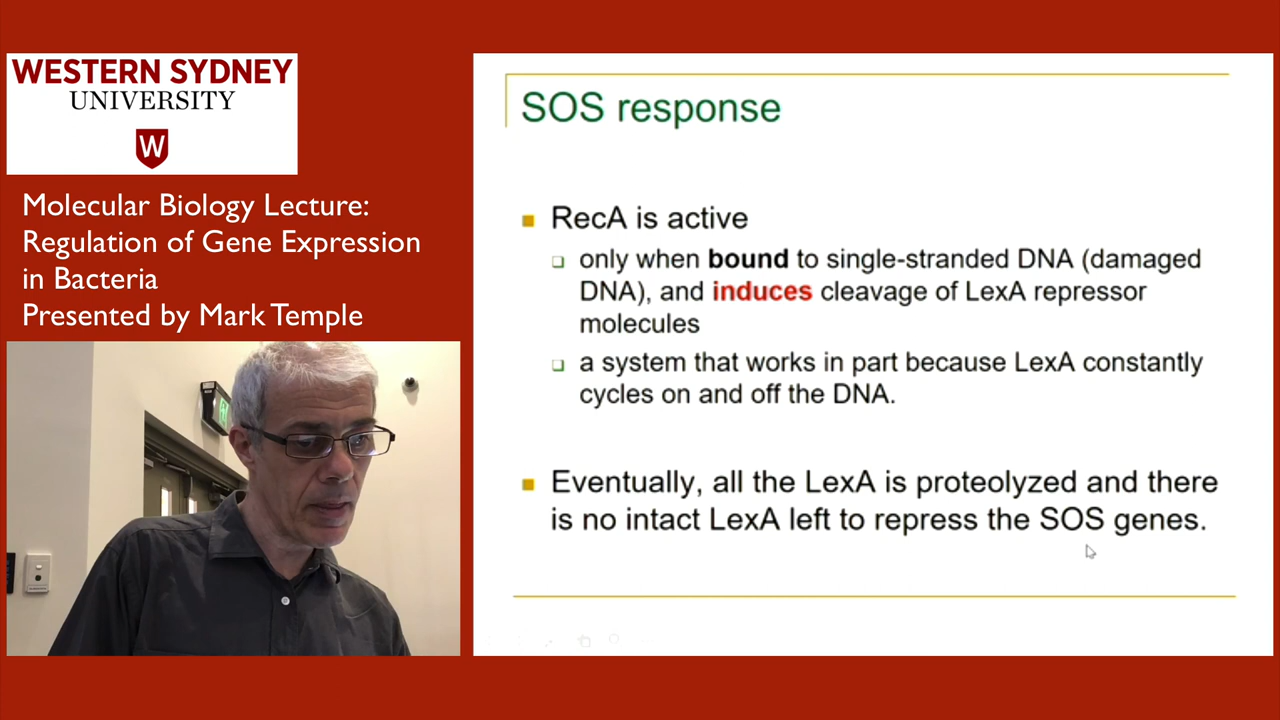 WESTERN SYDNEY
UNIVERSITY
W
Molecular Biology Lecture:
Regulation of Gene Expression
in Bacteria
Presented by Mark Temple
SOS response
RecA is active
only when bound to single-stranded DNA (damaged
DNA), and induces cleavage of LexA repressor
molecules
a system that works in part because LexA constantly
cycles on and off the DNA.
Eventually, all the LexA is proteolyzed and there
is no intact LexA left to repress the SOS genes.